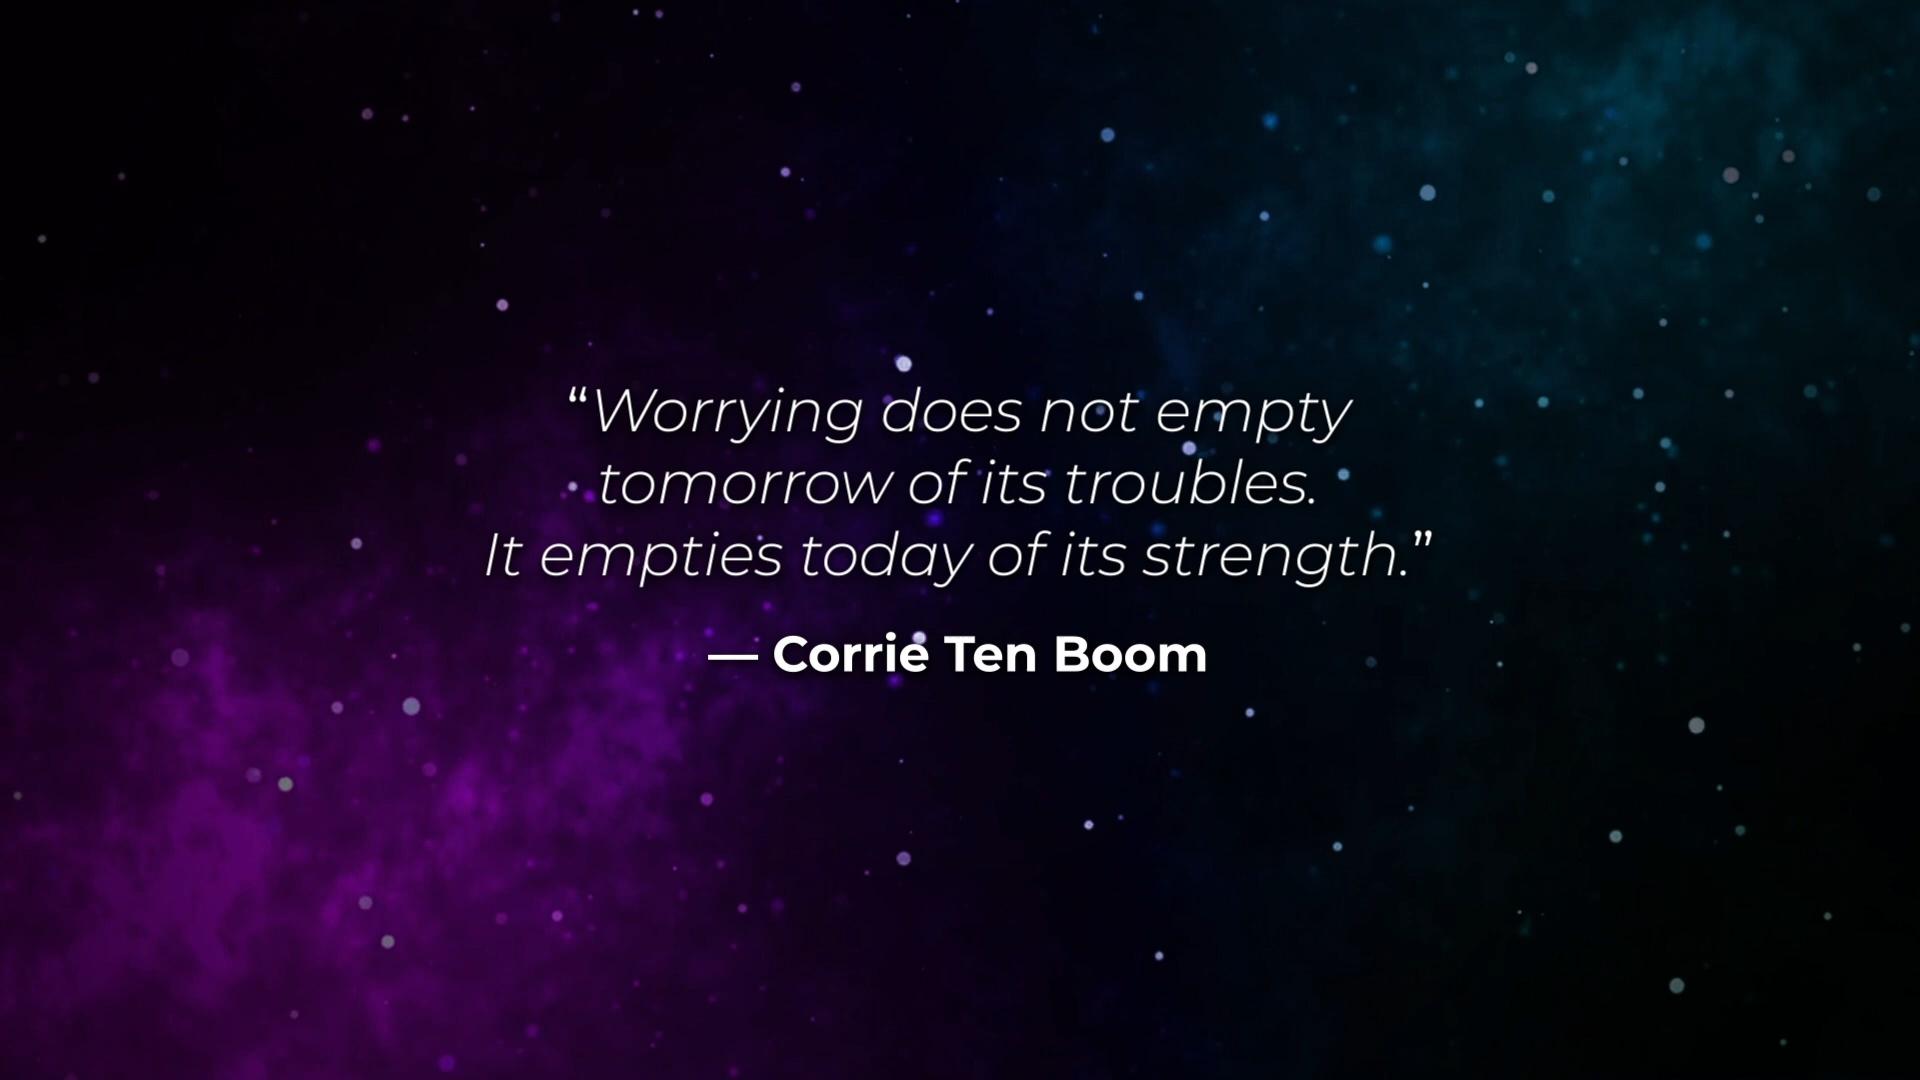 “Worrying does not empty
tomorrow of its troubles.
It empties today of its strength.”
— Corrie Ten Boom